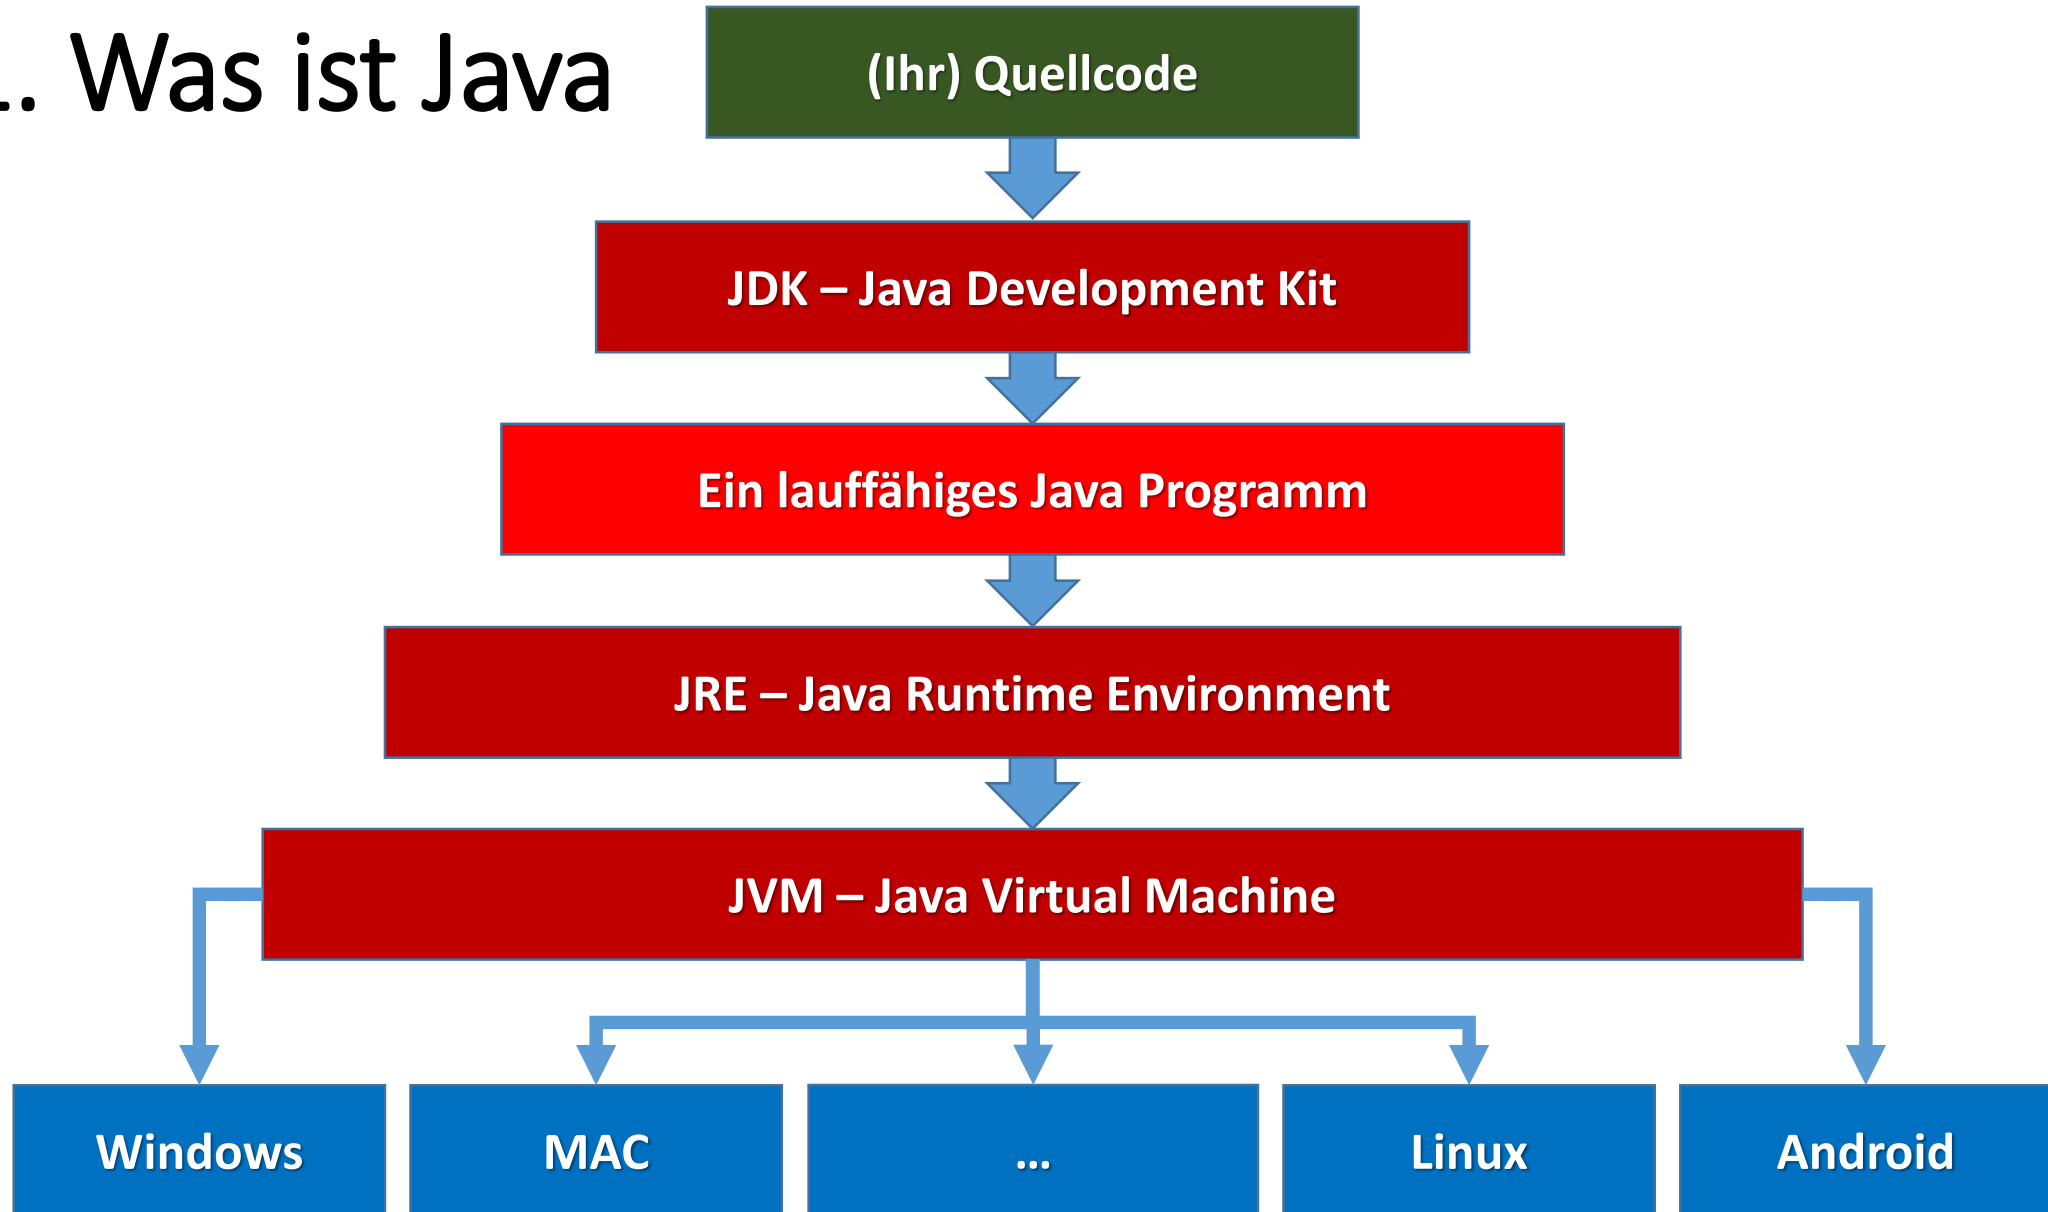 .. Was ist Java
(Ihr) Quellcode
JDK – Java Development Kit
Ein lauffähiges Java Programm
JRE – Java Runtime Environment
JVM – Java Virtual Machine
Windows
MAC
...
Linux
Android